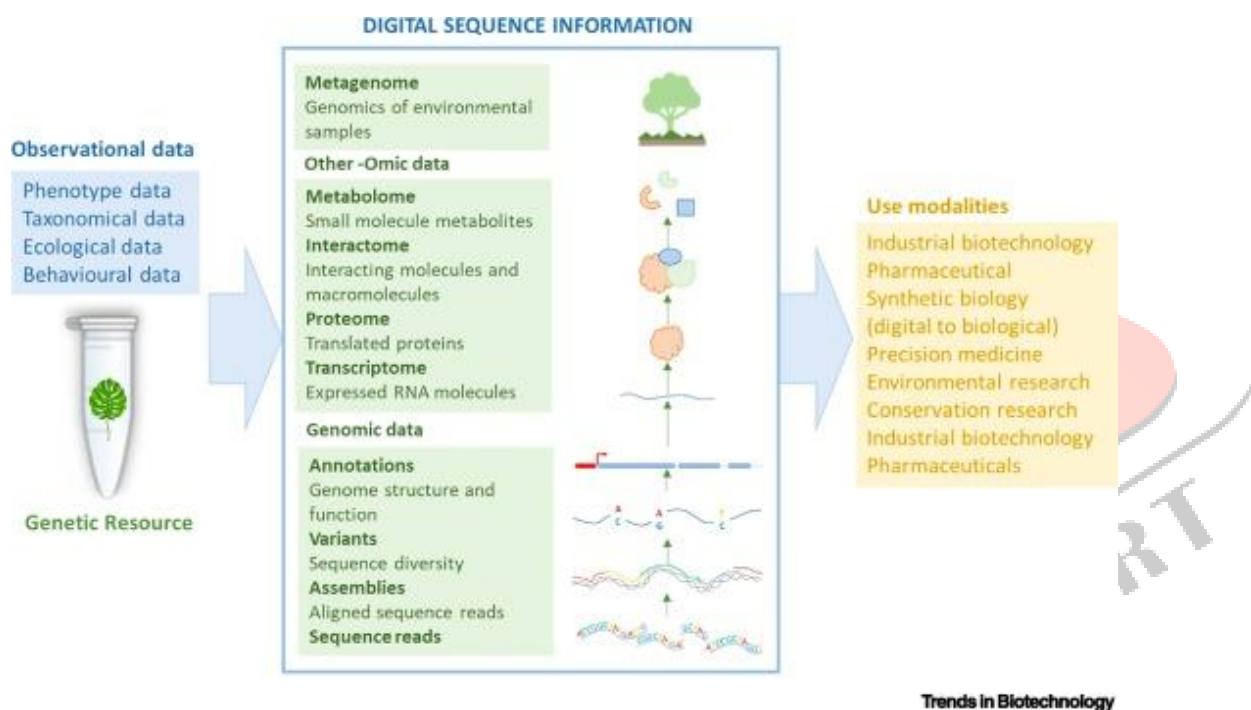 DIGITAL SEQUENCE INFORMATION
Observational data
Phenotype data
Taxonomical data
Ecological data
Behavioural data
Genetic Resource
Metagenome
Genomics of environmental
samples
Other -Omic data
Metabolome
Small molecule metabolites
Interactome
Interacting molecules and
macromolecules
Proteome
Translated proteins
Transcriptome
Expressed RNA molecules
Genomic data
Annotations
Genome structure and
function
Variants
Sequence diversity
Assemblies
Aligned sequence reads
Sequence reads
A
C
A
G
C
Use modalities
Industrial biotechnology
Pharmaceutical
Synthetic biology
(digital to biological)
Precision medicine
Environmental research
Conservation research
Industrial biotechnology
Pharmaceuticals
RT
Trends in Biotechnology